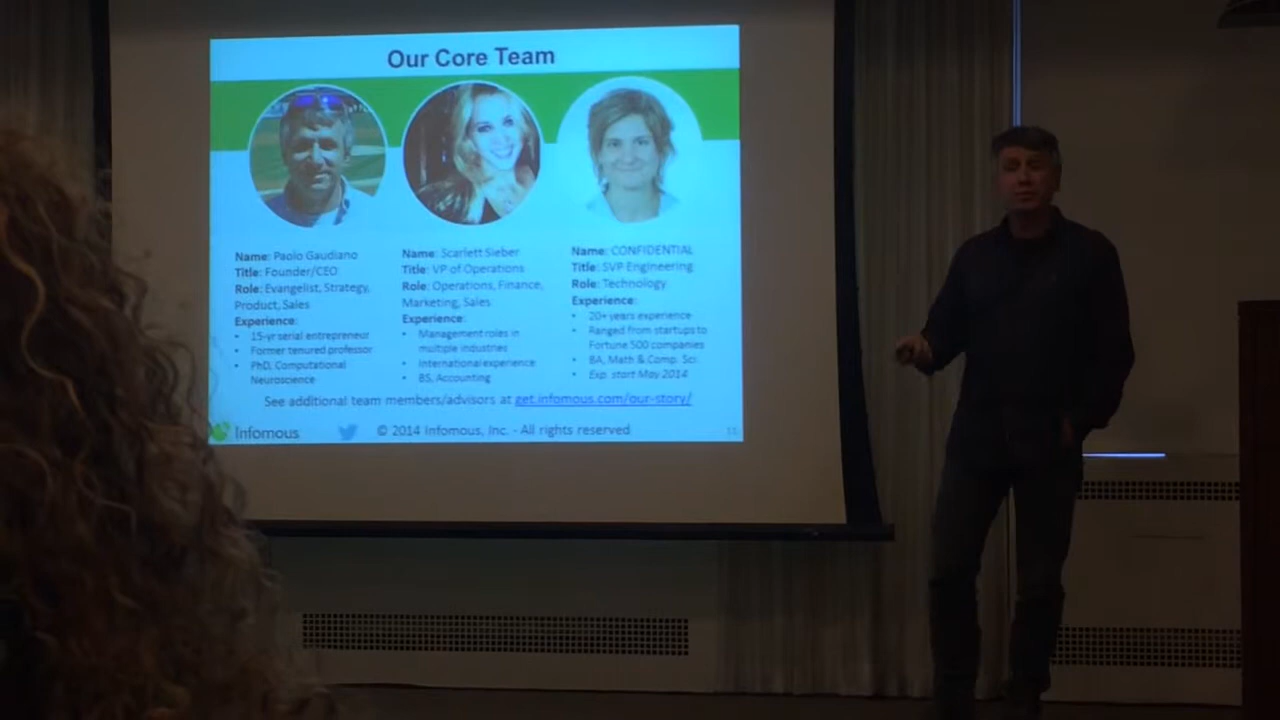 Our Core Team
Name: Paolo Gaudiano
Title: Founder/CEO
Role: Evangelist, Strategy,
Product, Sales
Experience:
• 15-yr serial entrepreneur
• Former tenured professor
• PhD, Computational
Neuroscience
Name: Scarlett Sieber
Title: VP of Operations
Role: Operations, Finance,
Marketing, Sales
Experience:
• Management roles in
multiple industries
• International experience
• BS, Accounting
Name: CONFIDENTIAL
Title: SVP Engineering
Role: Technology
Experience:
• 20+ years experience
• Ranged from startups to
Fortune 500 companies
• BA, Math & Comp. Sci.
• Exp. start May 2014
See additional team members/advisors at get.infomous.com/our-story/
Infomous
© 2014 Infomous, Inc. - All rights reserved